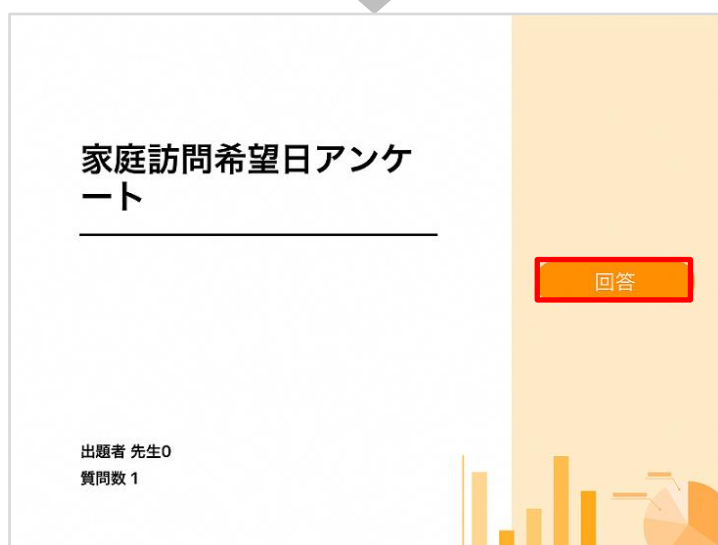 家庭訪問希望日アンケ
ート
回答
出題者 先生0
質問数 1